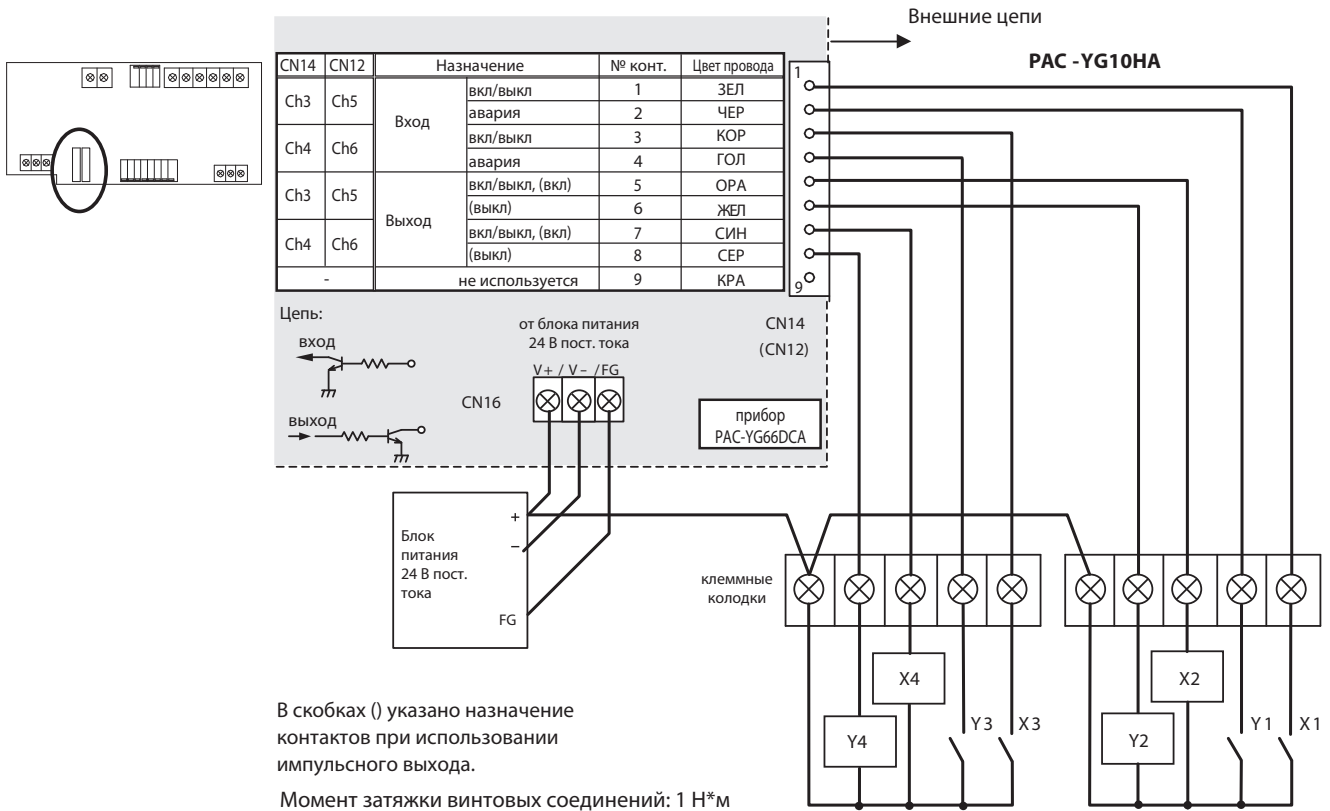 Внешние цепи
PAC -YG10HA
CN14 CN12 Назначение № конт. Цвет провода
Ch3 Ch5 Вход вкл/выкл 1 ЗЕЛ
авария 2 ЧЕР
Ch4 Ch6 вкл/выкл 3 КОР
авария 4 ГОЛ
Ch3 Ch5 Выход вкл/выкл, (вкл) 5 ОРА
(выкл) 6 ЖЕЛ
Ch4 Ch6 вкл/выкл, (вкл) 7 СИН
(выкл) 8 СЕР
- не используется 9 КРА
1
9
Цепь:
вход
выход
от блока питания
24 В пост. тока
V+ / V – /FG
CN16
CN14
(CN12)
прибор
PAC-YG66DCA
Блок
питания
24 В пост.
тока
+
–
FG
клеммные
колодки
X4
Y4
Y3 X3
X2
Y2
Y1 X1
В скобках () указано назначение
контактов при использовании
импульсного выхода.
Момент затяжки винтовых соединений: 1 Н*м